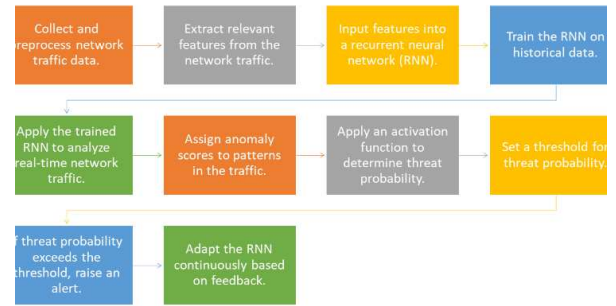 Collect and
preprocess network
traffic data.
Extract relevant
features from the
network traffic.
Input features into
a recurrent neural
network (RNN).
Train the RNN on
historical data.
Apply the trained
RNN to analyze
real-time network
traffic.
Assign anomaly
scores to patterns
in the traffic.
Apply an activation
function to
determine threat
probability.
Set a threshold for
threat probability.
If threat probability
exceeds the
threshold, raise an
alert.
Adapt the RNN
continuously based
on feedback.